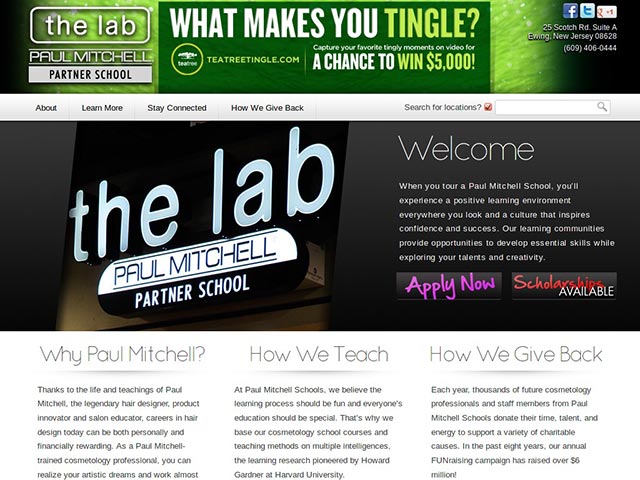 the lab
PAUL MITCHELL
PARTNER SCHOOL
WHAT MAKES YOU TINGLE?
teatree
TEATREETINGLE.COM
Capture your favorite tingly moments on video for
A CHANCE TO WIN $5,000!
+1
25 Scotch Rd. Suite A
Ewing, New Jersey 08628
(609) 406-0444
About Learn More Stay Connected How We Give Back Search for locations?
the lab
PAUL MITCHELL
PARTNER SCHOOL
Welcome
When you tour a Paul Mitchell School, you'll
experience a positive learning environment
everywhere you look and a culture that inspires
confidence and success. Our learning communities
provide opportunities to develop essential skills while
exploring your talents and creativity.
Apply Now
Scholarships
AVAILABLE
Why Paul Mitchell?
Thanks to the life and teachings of Paul
Mitchell, the legendary hair designer, product
innovator and salon educator, careers in hair
design today can be both personally and
financially rewarding. As a Paul Mitchell-
trained cosmetology professional, you can
realize your artistic dreams and work almost
How We Teach
At Paul Mitchell Schools, we believe the
learning process should be fun and everyone's
education should be special. That's why we
base our cosmetology school courses and
teaching methods on multiple intelligences,
the learning research pioneered by Howard
Gardner at Harvard University.
How We Give Back
Each year, thousands of future cosmetology
professionals and staff members from Paul
Mitchell Schools donate their time, talent, and
energy to support a variety of charitable
causes. In the past eight years, our annual
FUNraising campaign has raised over $6
million!